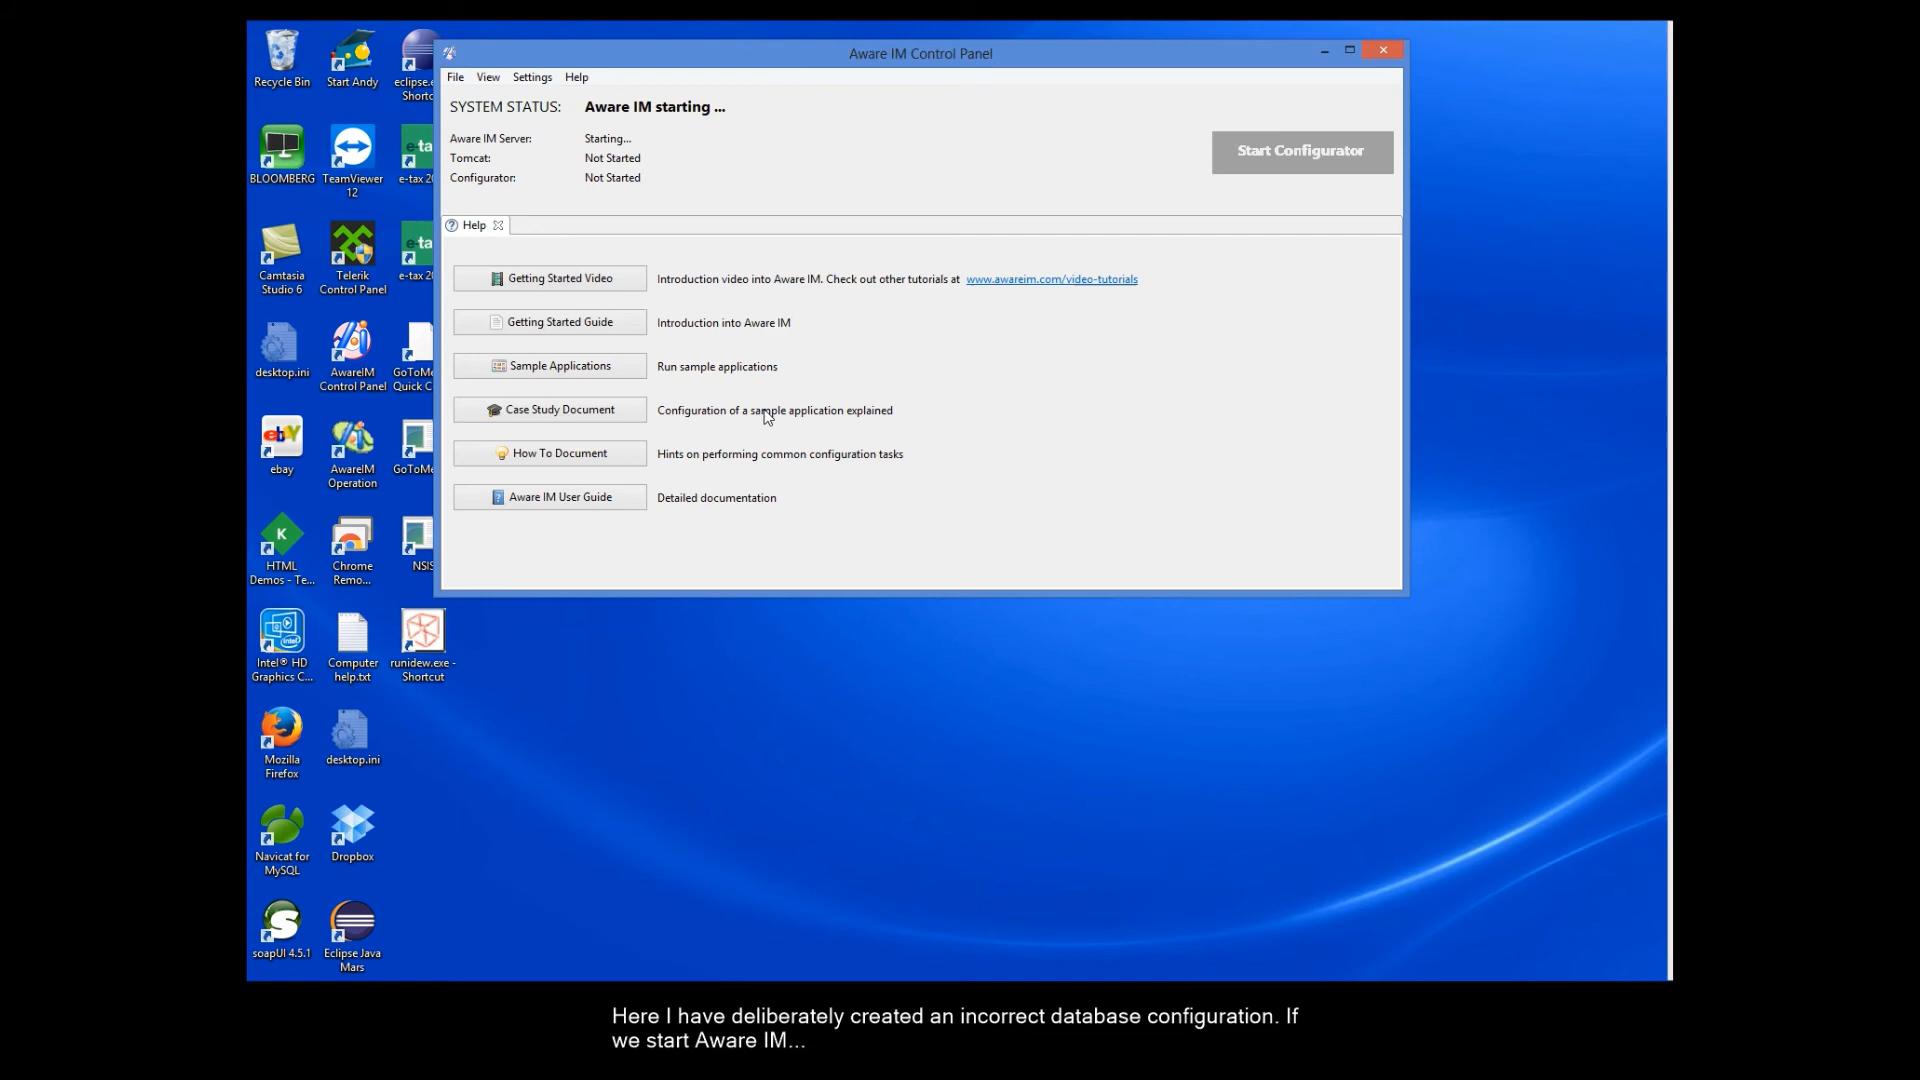 Aware IM Control Panel
File View Settings Help
SYSTEM STATUS: Aware IM starting ...
Aware IM Server: Starting...
Tomcat: Not Started
Configurator: Not Started
Start Configurator
Help
Getting Started Video Introduction video into Aware IM. Check out other tutorials at www.awareim.com/video-tutorials
Getting Started Guide Introduction into Aware IM
Sample Applications Run sample applications
Case Study Document Configuration of a sample application explained
How To Document Hints on performing common configuration tasks
Aware IM User Guide Detailed documentation
Recycle Bin
Start Andy
eclipse.e
Shortc
BLOOMBERG
TeamViewer
12
e-ta
e-tax 20
Camtasia
Studio 6
Telerik
Control Panel
e-ta
e-tax 20
desktop.ini
AwareIM
Control Panel
GoToMe
Quick C
ebay
AwareIM
Operation
GoToMe
K
HTML
Demos - Te...
Chrome
Remo...
NSIS
intel
Intel® HD
Graphics C...
Computer
help.txt
runidew.exe -
Shortcut
Mozilla
Firefox
desktop.ini
Navicat for
MySQL
Dropbox
soapUI 4.5.1
Eclipse Java
Mars
Here I have deliberately created an incorrect database configuration. If
we start Aware IM...